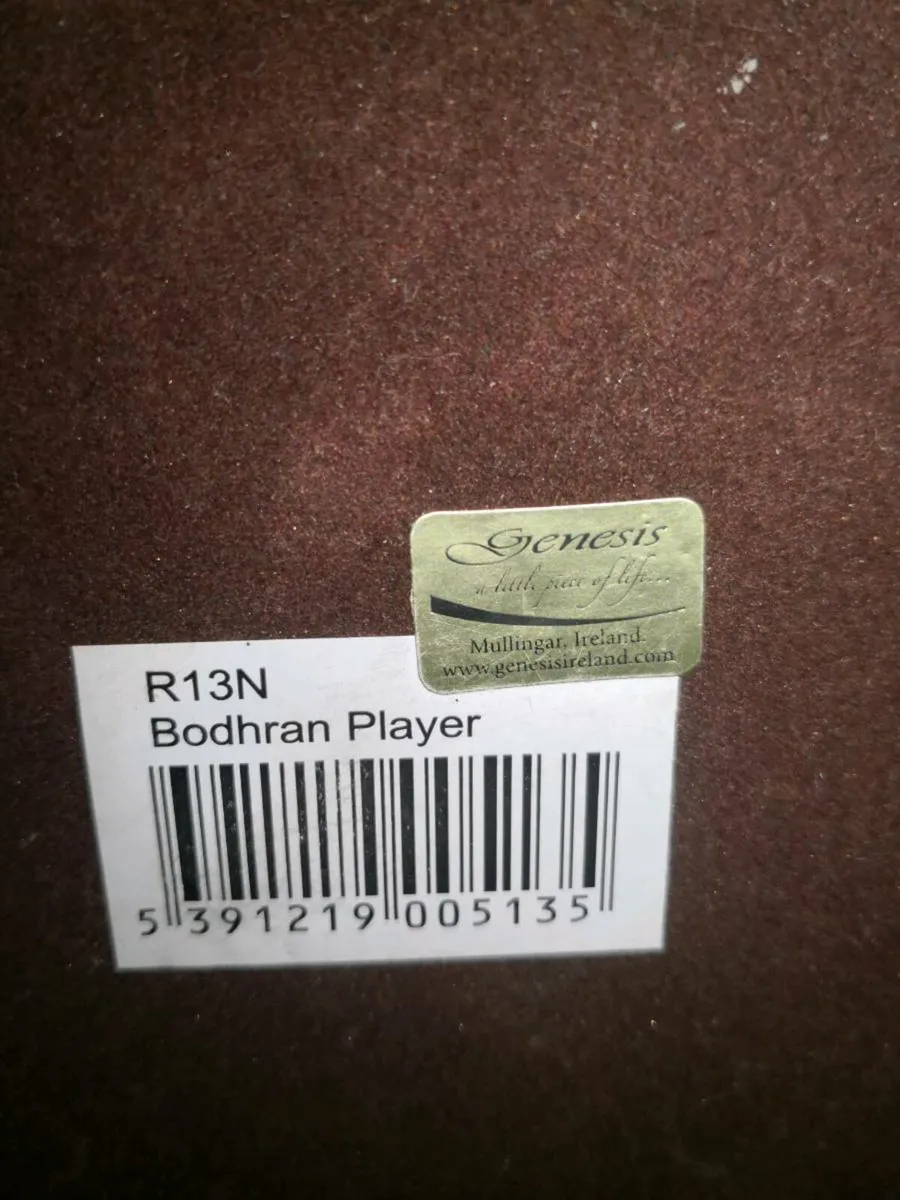 Genesis
a little piece of life...
Mullingar, Ireland.
www.genesisireland.com
R13N
Bodhran Player
5 391219 005135